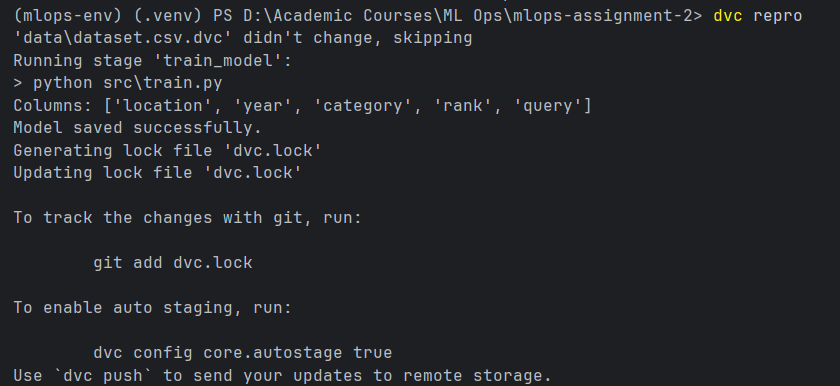 (mlops-env) (.venv) PS D:\Academic Courses\ML Ops\mlops-assignment-2> dvc repro
'data\dataset.csv.dvc' didn't change, skipping
Running stage 'train_model':
> python src\train.py
Columns: ['location', 'year', 'category', 'rank', 'query']
Model saved successfully.
Generating lock file 'dvc.lock'
Updating lock file 'dvc.lock'
To track the changes with git, run:
git add dvc.lock
To enable auto staging, run:
dvc config core.autostage true
Use `dvc push` to send your updates to remote storage.